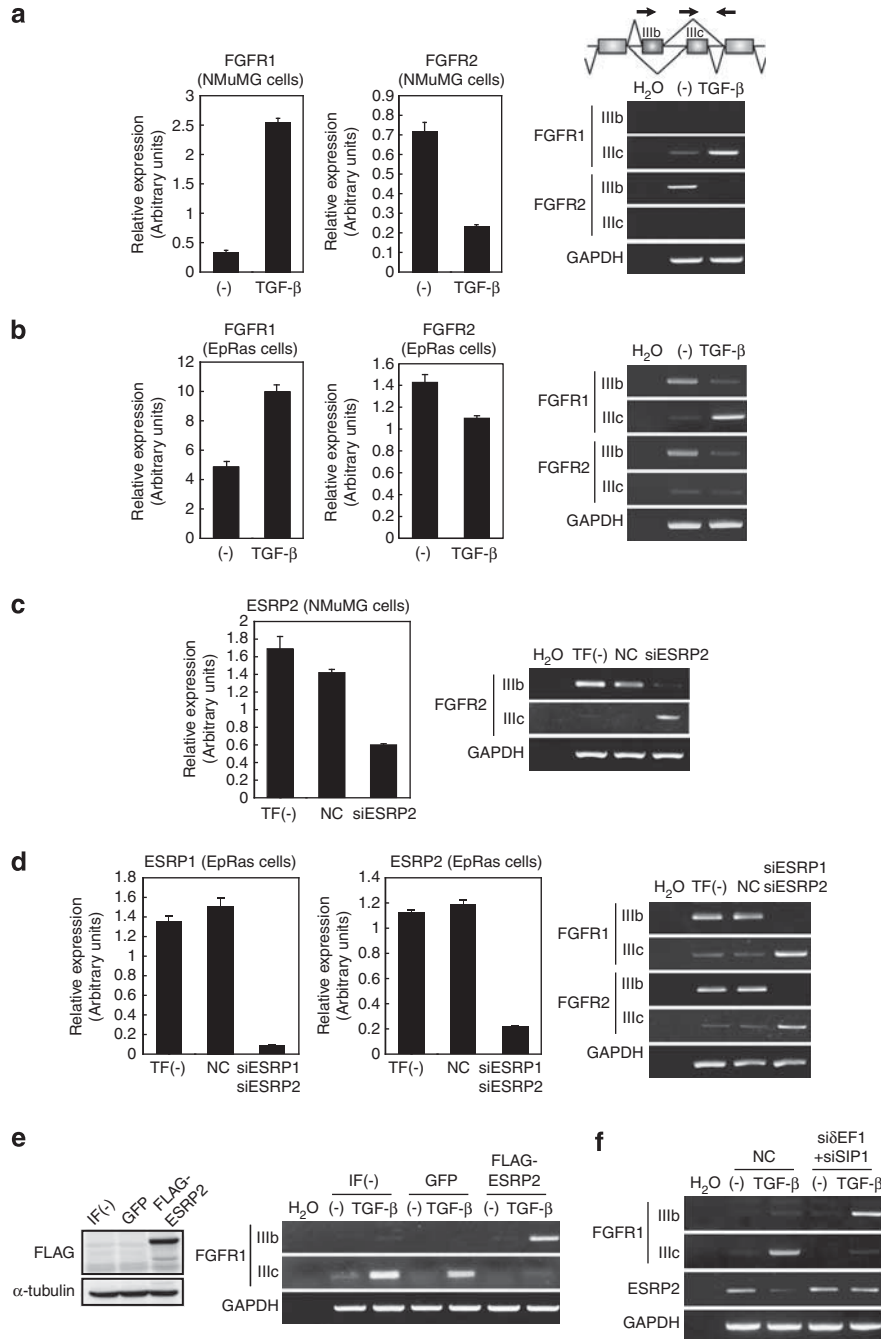 a
FGFR1
(NMuMG cells)
Relative expression
(Arbitrary units)
3
2.5
2
1.5
1
0.5
0
(-) TGF-β
FGFR2
(NMuMG cells)
Relative expression
(Arbitrary units)
0.9
0.8
0.7
0.6
0.5
0.4
0.3
0.2
0.1
0
(-) TGF-β
IIIb IIIc
H2O (-) TGF-β
FGFR1
IIIb
IIIc
FGFR2
IIIb
IIIc
GAPDH
b
FGFR1
(EpRas cells)
Relative expression
(Arbitrary units)
12
10
8
6
4
2
0
(-) TGF-β
FGFR2
(EpRas cells)
Relative expression
(Arbitrary units)
1.6
1.4
1.2
1
0.8
0.6
0.4
0.2
0
(-) TGF-β
H2O (-) TGF-β
FGFR1
IIIb
IIIc
FGFR2
IIIb
IIIc
GAPDH
c
ESRP2 (NMuMG cells)
Relative expression
(Arbitrary units)
2
1.8
1.6
1.4
1.2
1
0.8
0.6
0.4
0.2
0
TF(-) NC siESRP2
H2O TF(-) NC siESRP2
FGFR2
IIIb
IIIc
GAPDH
d
ESRP1 (EpRas cells)
Relative expression
(Arbitrary units)
1.8
1.6
1.4
1.2
1
0.8
0.6
0.4
0.2
0
TF(-) NC siESRP1
siESRP2
ESRP2 (EpRas cells)
Relative expression
(Arbitrary units)
1.4
1.2
1
0.8
0.6
0.4
0.2
0
TF(-) NC siESRP1
siESRP2
siESRP1
H2O TF(-) NC siESRP2
FGFR1
IIIb
IIIc
FGFR2
IIIb
IIIc
GAPDH
e
IF(-) GFP FLAG-
ESRP2
FLAG
α-tubulin
IF(-) GFP FLAG-
ESRP2
H2O (-) TGF-β (-) TGF-β (-) TGF-β
FGFR1
IIIb
IIIc
GAPDH
f
NC siδEF1
+siSIP1
H2O (-) TGF-β (-) TGF-β
FGFR1
IIIb
IIIc
ESRP2
GAPDH